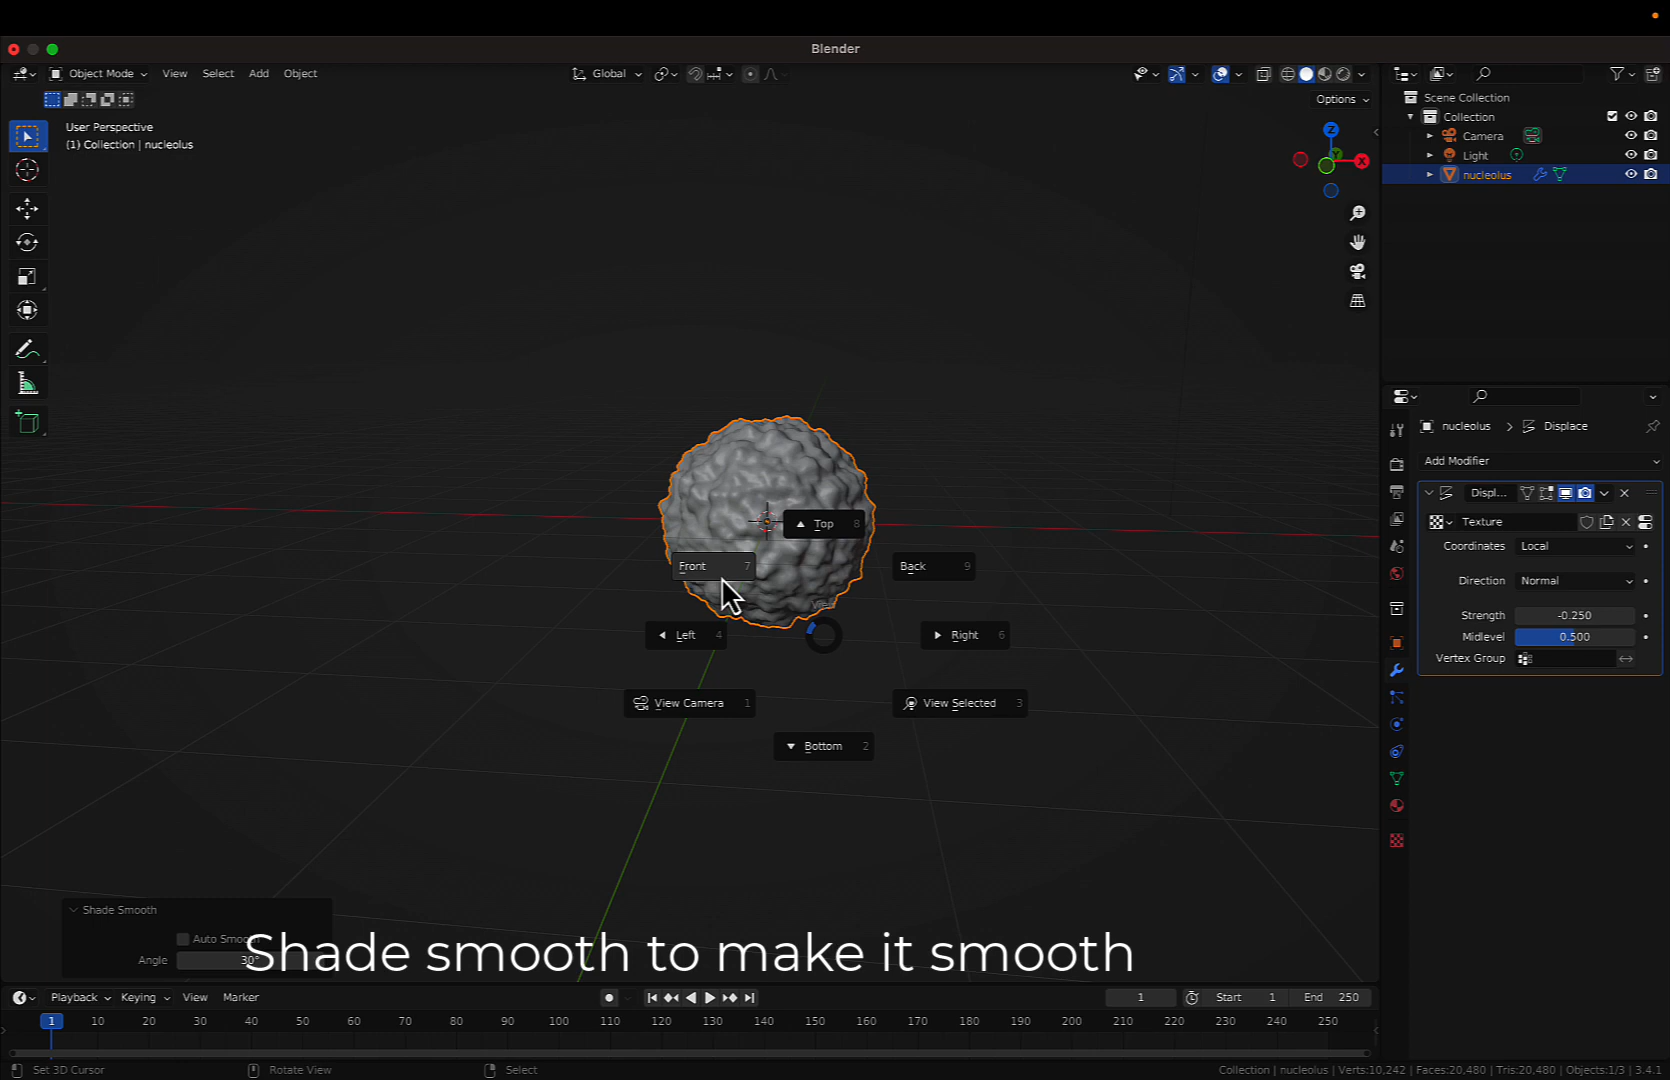 Blender
Object Mode View Select Add Object Global
Options
User Perspective
(1) Collection | nucleolus
Scene Collection
Collection
Camera
Light
nucleolus
nucleolus > Displace
Add Modifier
Displ...
Texture
Coordinates Local
Direction Normal
Strength -0.250
Midlevel 0.500
Vertex Group
Z
Y
X
Top 8
Front 7
Back 9
View
Left 4
Right 6
View Camera 1
View Selected 3
Bottom 2
Shade Smooth
Auto Smooth
Angle 30°
Shade smooth to make it smooth
Playback Keying View Marker
1 Start 1 End 250
1 10 20 30 40 50 60 70 80 90 100 110 120 130 140 150 160 170 180 190 200 210 220 230 240 250
Set 3D Cursor Rotate View Select
Collection | nucleolus | Verts:10,242 | Faces:20,480 | Tris:20,480 | Objects:1/3 | 3.4.1